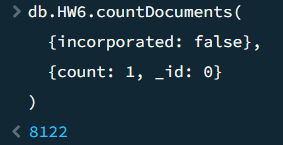 > db.HW6.countDocuments(
{incorporated: false},
{count: 1, _id: 0}
)
< 8122